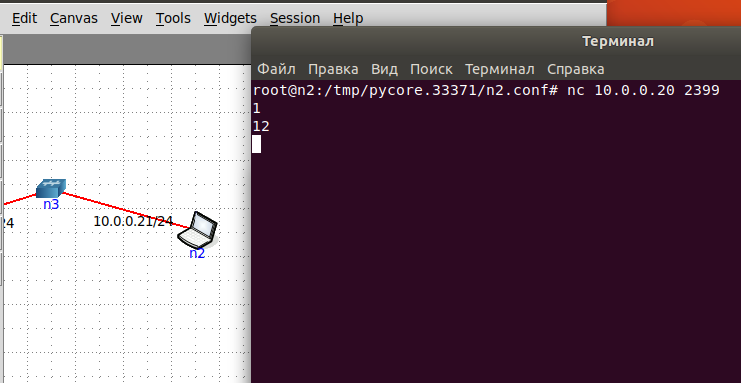 Edit Canvas View Tools Widgets Session Help
Терминал
Файл Правка Вид Поиск Терминал Справка
root@n2:/tmp/pycore.33371/n2.conf# nc 10.0.0.20 2399
1
12
n3
10.0.0.21/24
24
n2